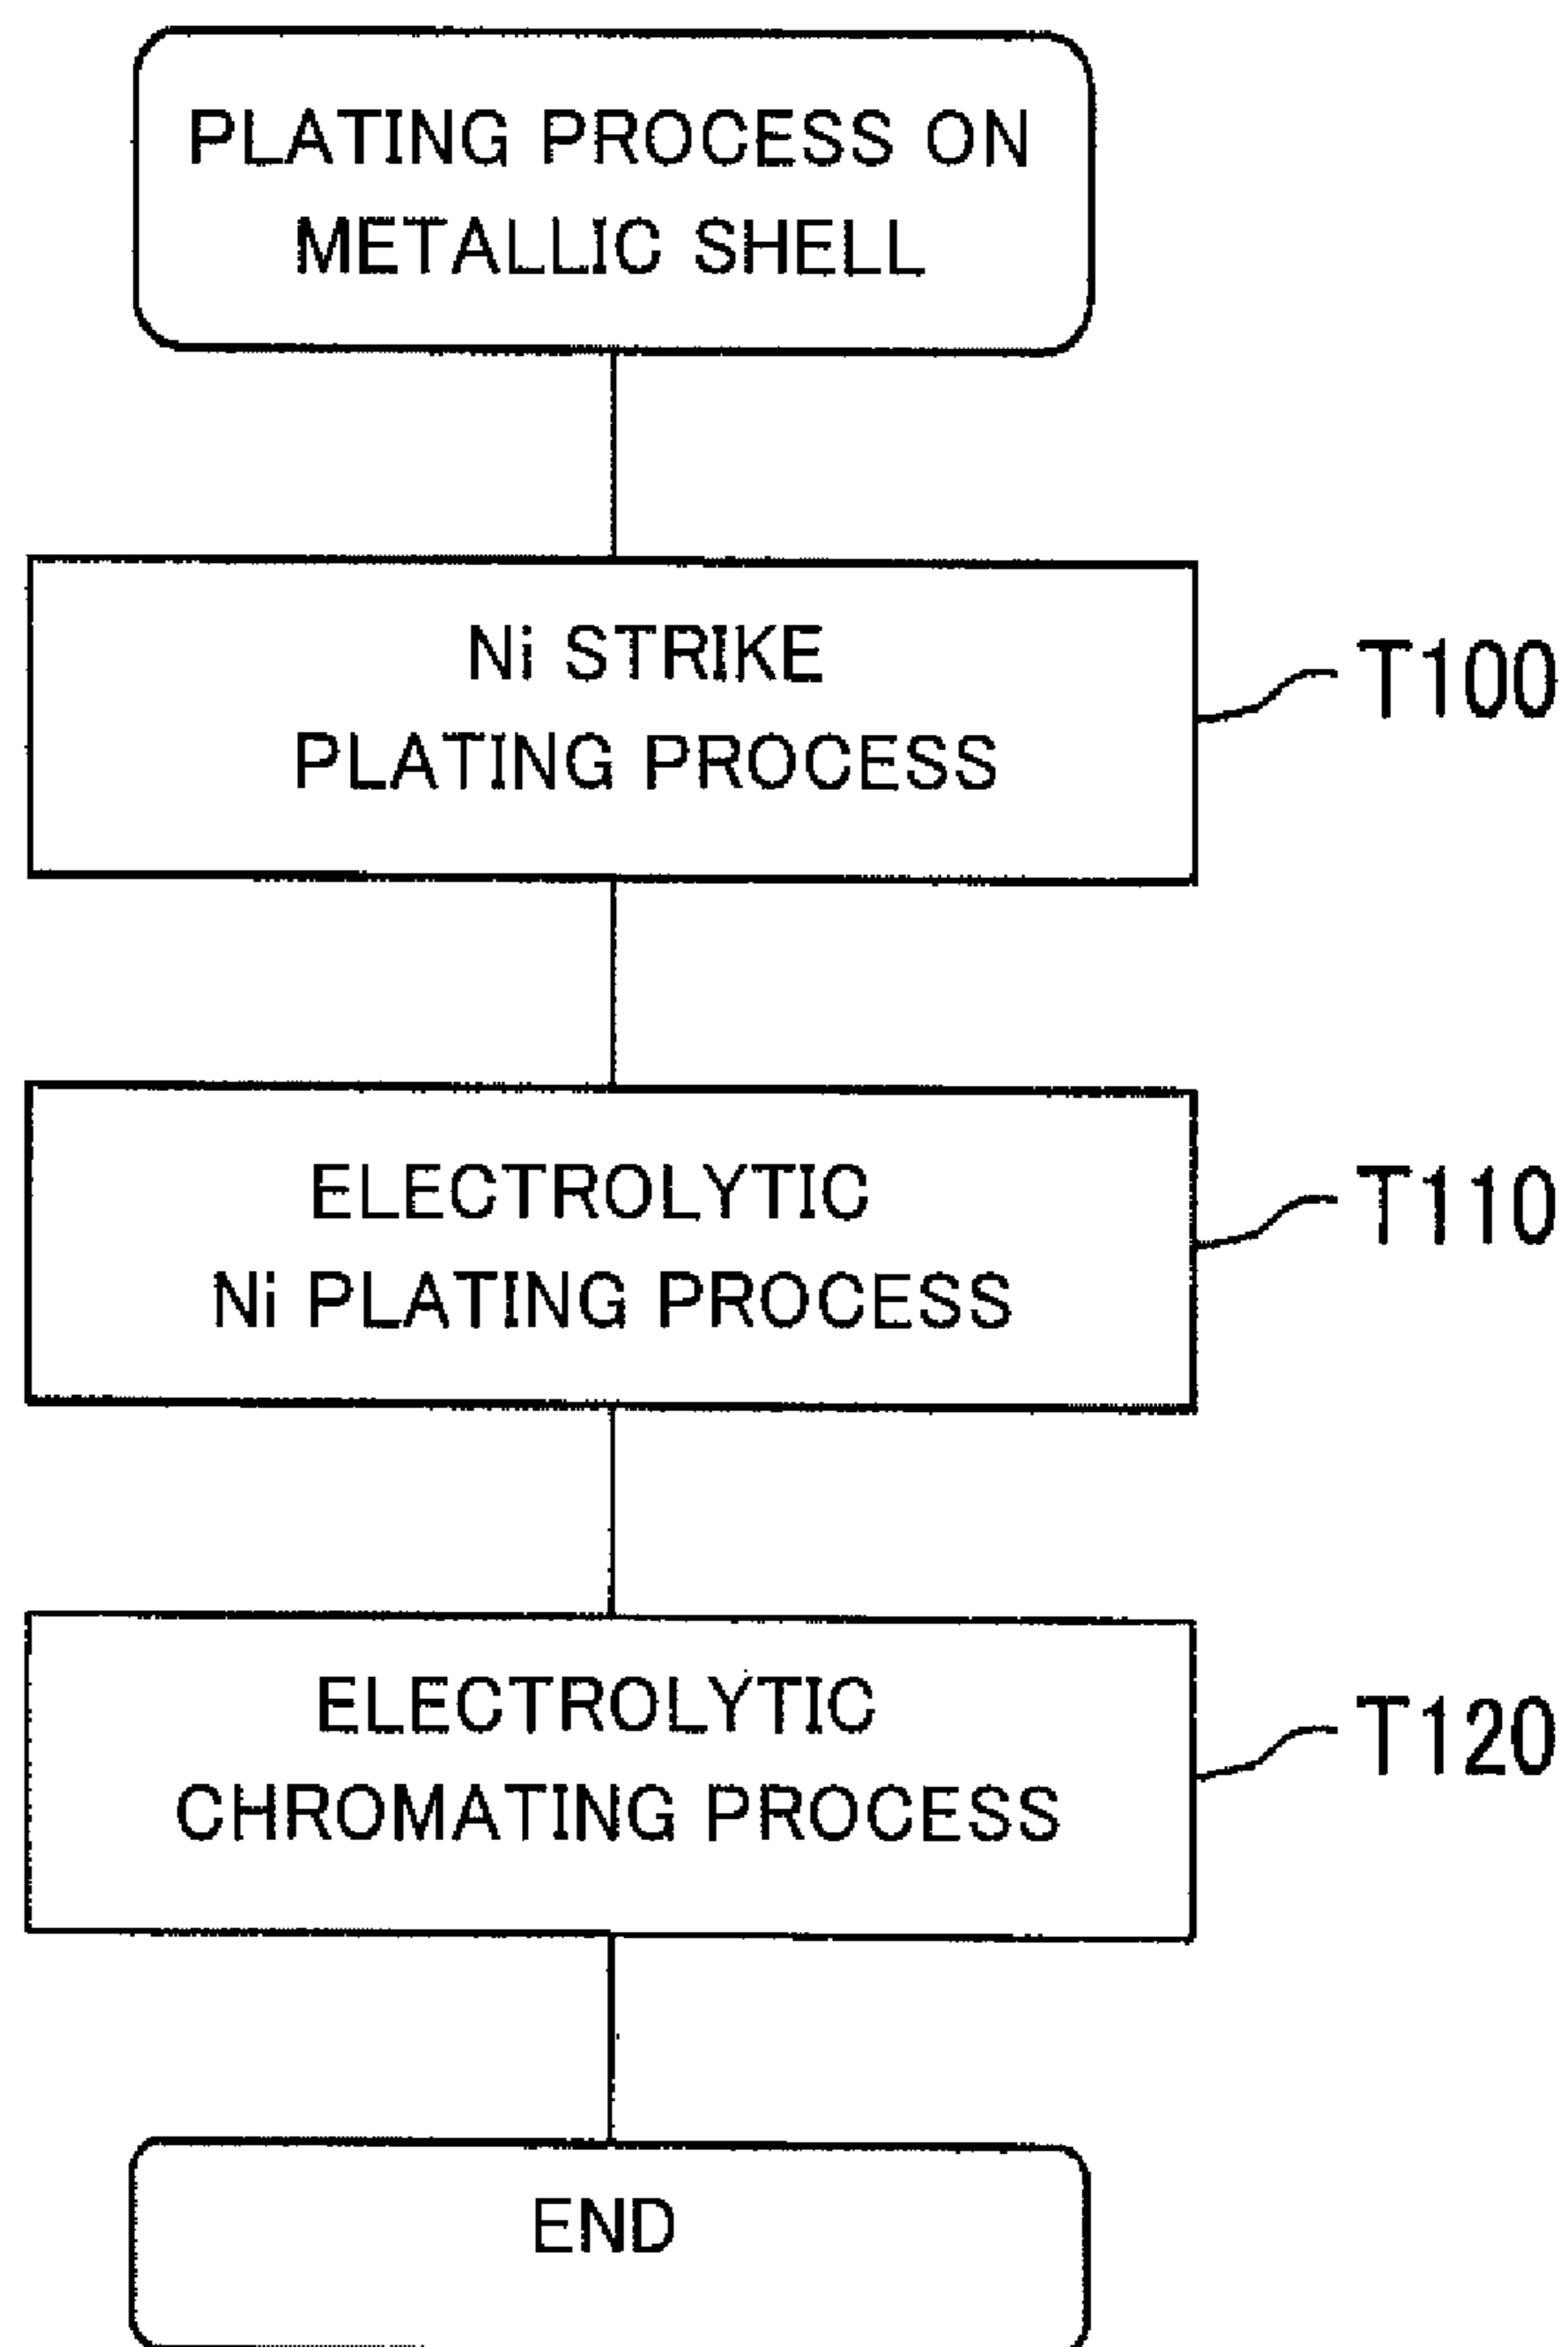 PLATING PROCESS ON
METALLIC SHELL
Ni STRIKE
PLATING PROCESS
T100
ELECTROLYTIC
Ni PLATING PROCESS
T110
ELECTROLYTIC
CHROMATING PROCESS
T120
END